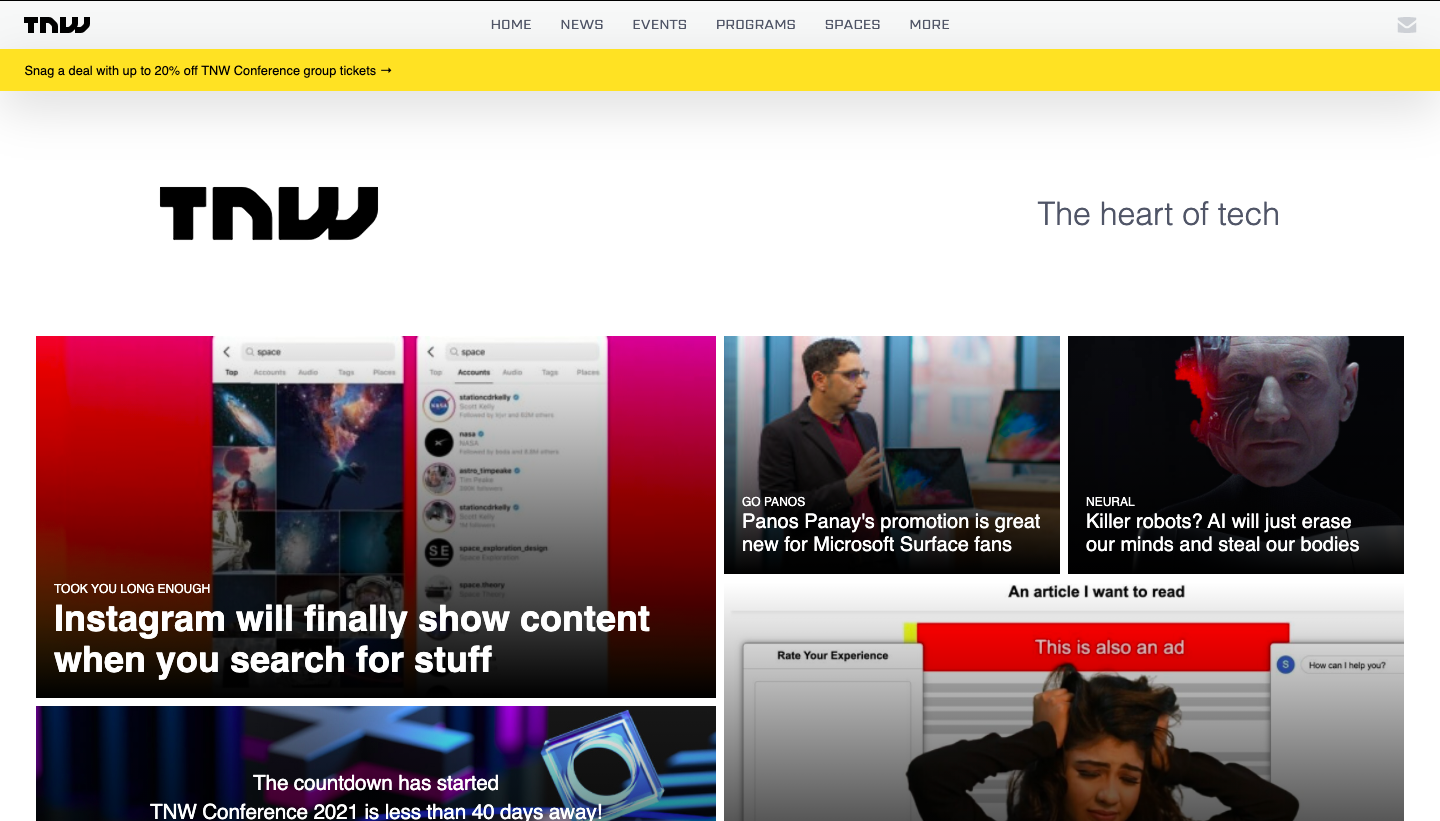 TNW
HOME NEWS EVENTS PROGRAMS SPACES MORE
Snag a deal with up to 20% off TNW Conference group tickets →
TNW
The heart of tech
space
Top Accounts Audio Tags Places
space
Top Accounts Audio Tags Places
stationcdrkelly
Scott Kelly
nasa
NASA
astro_timpeake
Tim Peake
stationcdrkelly
Scott Kelly
SE
space_exploration_design
space.theory
Space Theory
TOOK YOU LONG ENOUGH
Instagram will finally show content
when you search for stuff
GO PANOS
Panos Panay's promotion is great
new for Microsoft Surface fans
NEURAL
Killer robots? AI will just erase
our minds and steal our bodies
An article I want to read
This is also an ad
Rate Your Experience
S
How can I help you?
The countdown has started
TNW Conference 2021 is less than 40 days away!